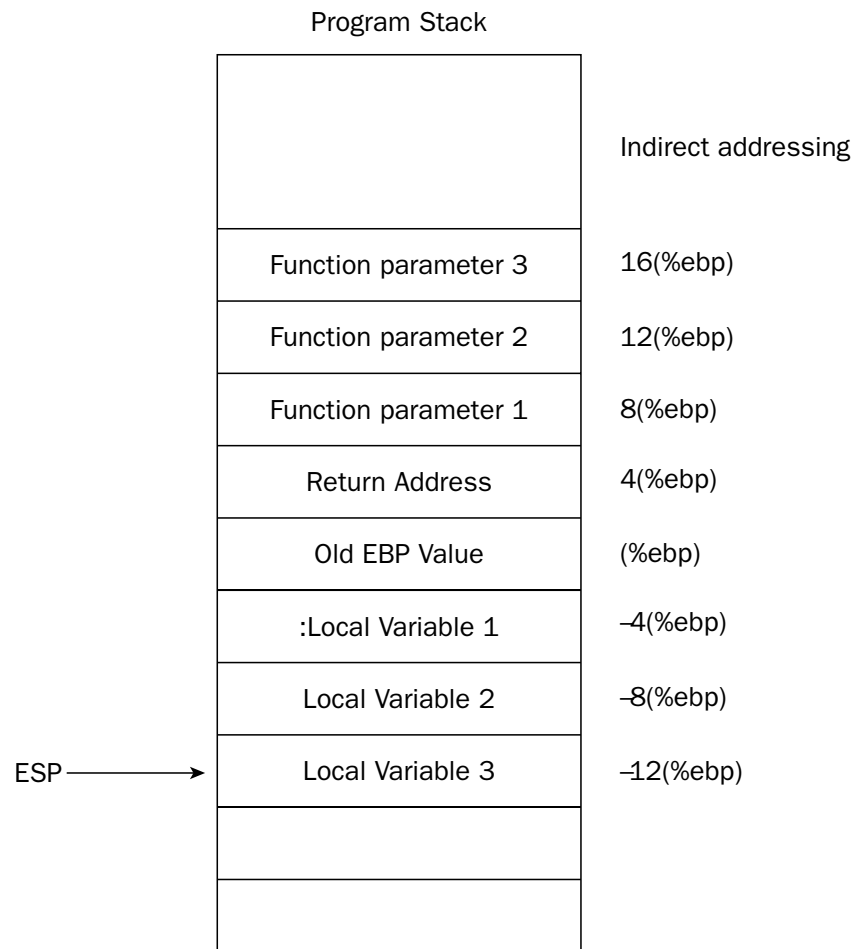 Program Stack
Indirect addressing
Function parameter 3
16(%ebp)
Function parameter 2
12(%ebp)
Function parameter 1
8(%ebp)
Return Address
4(%ebp)
Old EBP Value
(%ebp)
:Local Variable 1
–4(%ebp)
Local Variable 2
–8(%ebp)
ESP
Local Variable 3
–12(%ebp)